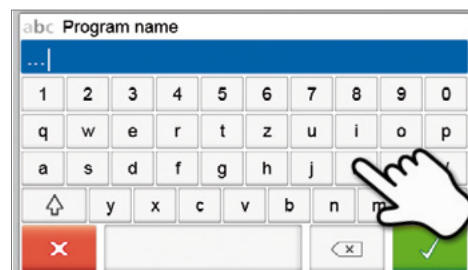 abc Program name
...
1 2 3 4 5 6 7 8 9 0
q w e r t z u i o p
a s d f g h j
y x c v b n m